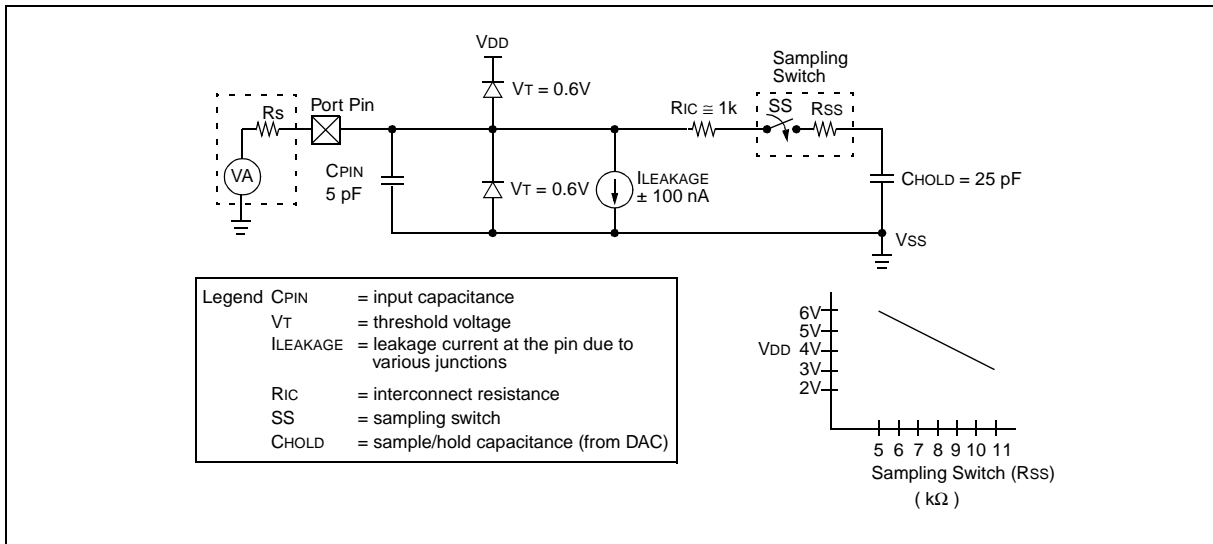 VDD
VT = 0.6V
Sampling
Switch
Rs
Port Pin
RIC ≅ 1k
SS
RSS
VA
CPIN
5 pF
VT = 0.6V
ILEAKAGE
± 100 nA
CHOLD = 25 pF
VSS
Legend CPIN = input capacitance
VT = threshold voltage
ILEAKAGE = leakage current at the pin due to
various junctions
RIC = interconnect resistance
SS = sampling switch
CHOLD = sample/hold capacitance (from DAC)
6V
5V
VDD 4V
3V
2V
5 6 7 8 9 10 11
Sampling Switch (RSS)
( kΩ )